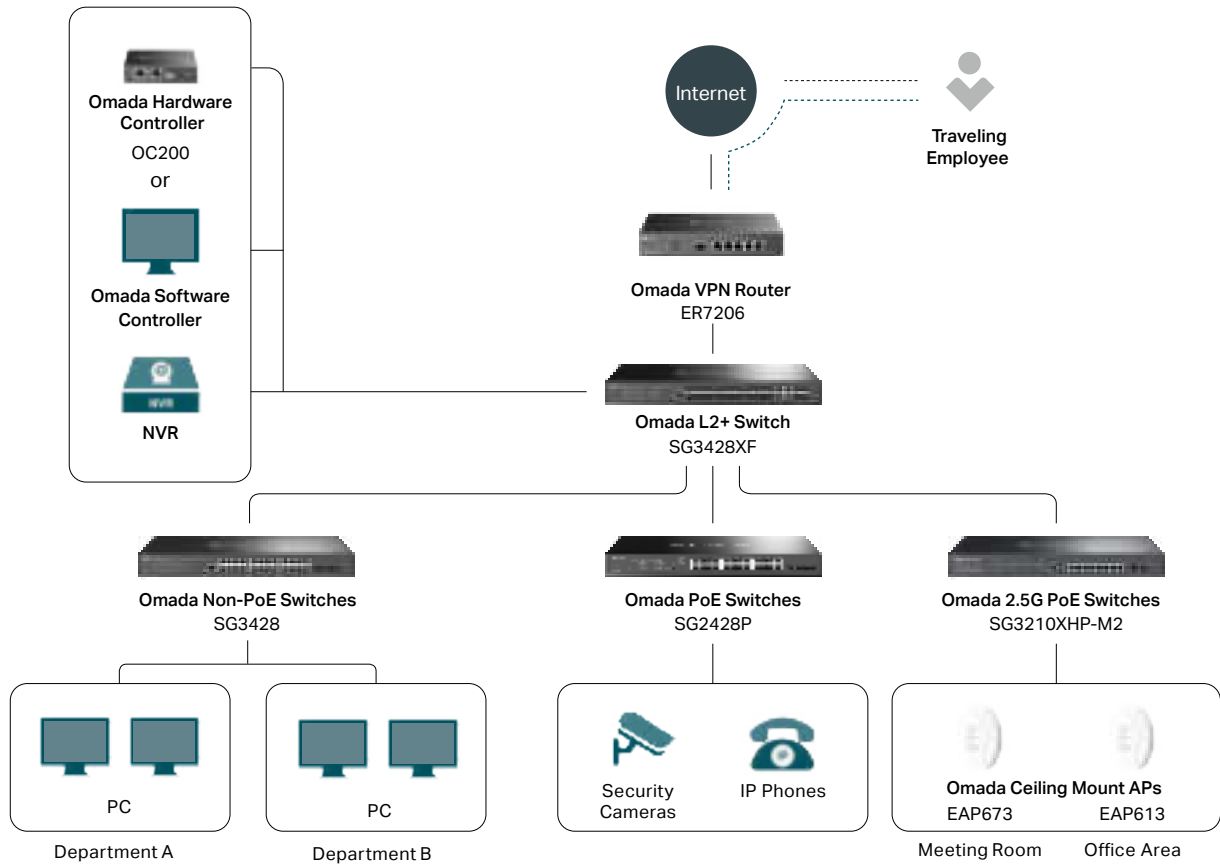 Omada Hardware
Controller
OC200
or
Omada Software
Controller
NVR
NVR
Internet
Traveling
Employee
Omada VPN Router
ER7206
Omada L2+ Switch
SG3428XF
Omada Non-PoE Switches
SG3428
Omada PoE Switches
SG2428P
Omada 2.5G PoE Switches
SG3210XHP-M2
PC
Department A
PC
Department B
Security
Cameras
IP Phones
Omada Ceiling Mount APs
EAP673
EAP613
Meeting Room
Office Area